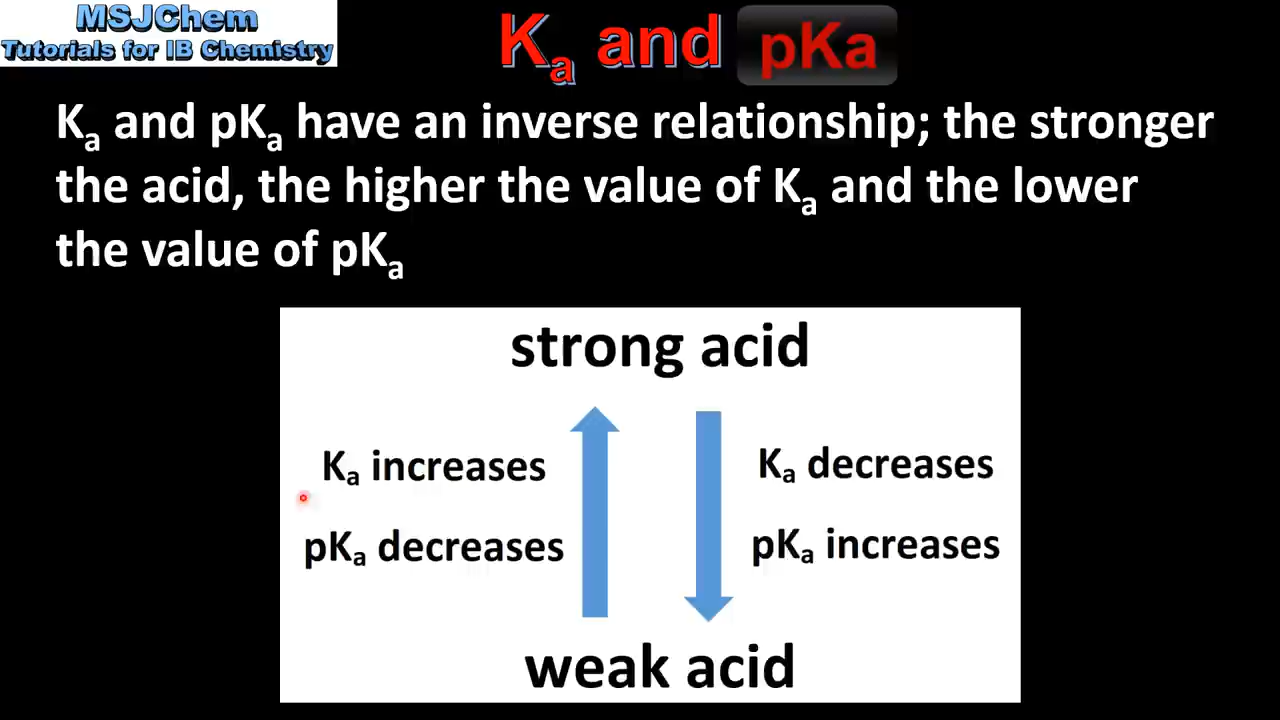 MSJChem
Tutorials for IB Chemistry
Ka and pKa
Ka and pKa have an inverse relationship; the stronger
the acid, the higher the value of Ka and the lower
the value of pKa
strong acid
Ka increases
pKa decreases
Ka decreases
pKa increases
weak acid